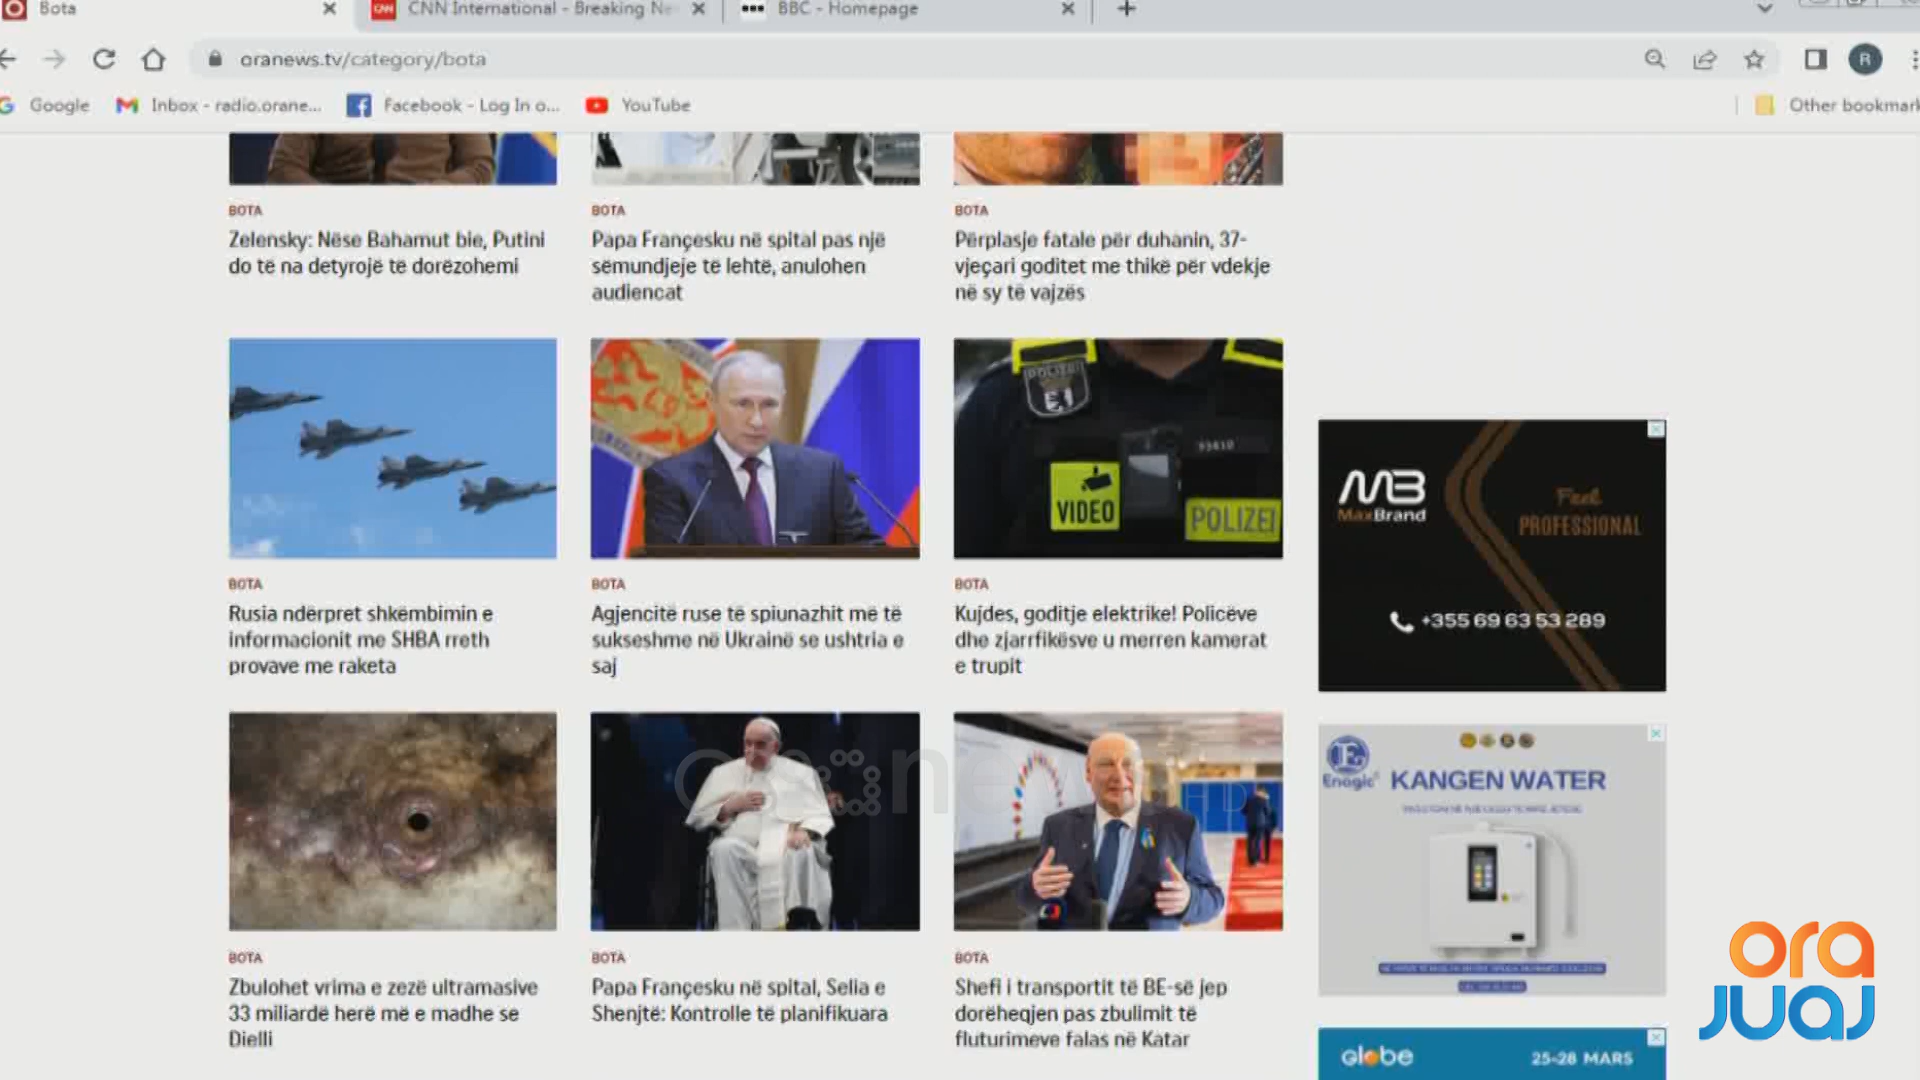 Bota
CNN International - Breaking Ne
BBC - Homepage
oranews.tv/category/bota
R
Google
Inbox - radio.orane...
Facebook - Log In o...
YouTube
Other bookmark
BOTA
Zelensky: Nëse Bahamut bie, Putini
do të na detyrojë të dorëzohemi
BOTA
Papa Françesku në spital pas një
sëmundjeje të lehtë, anulohen
audiencat
BOTA
Përplasje fatale për duhanin, 37-
vjeçari goditet me thikë për vdekje
në sy të vajzës
POLIZEI
VIDEO
POLIZEI
BOTA
Rusia ndërpret shkëmbimin e
informacionit me SHBA rreth
provave me raketa
BOTA
Agjencitë ruse të spiunazhit më të
sukseshme në Ukrainë se ushtria e
saj
BOTA
Kujdes, goditje elektrike! Policëve
dhe zjarrfikësve u merren kamerat
e trupit
MB
MaxBrand
Feel
PROFESSIONAL
+355 69 63 53 289
Enagic
KANGEN WATER
ora news
HD
BOTA
Zbulohet vrima e zezë ultramasive
33 miliardë herë më e madhe se
Dielli
BOTA
Papa Françesku në spital, Selia e
Shenjtë: Kontrolle të planifikuara
BOTA
Shefi i transportit të BE-së jep
dorëheqjen pas zbulimit të
fluturimeve falas në Katar
globe
25-28 MARS
ora
JUAJ